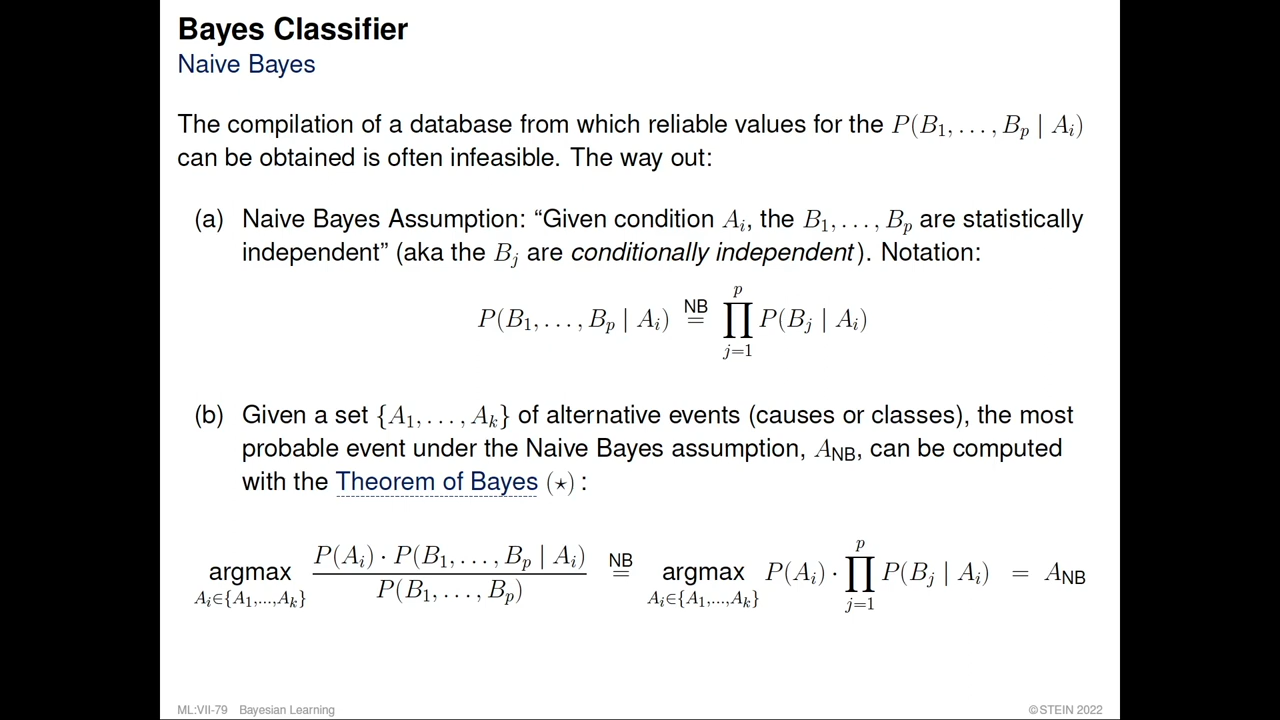 Bayes Classifier
Naive Bayes
The compilation of a database from which reliable values for the P(B₁, . . . , Bₚ | Aᵢ)
can be obtained is often infeasible. The way out:
(a) Naive Bayes Assumption: “Given condition Aᵢ, the B₁, . . . , Bₚ are statistically
independent” (aka the Bⱼ are conditionally independent). Notation:
P(B₁, . . . , Bₚ | Aᵢ) NB= ∏_{j=1}^{p} P(Bⱼ | Aᵢ)
(b) Given a set {A₁, . . . , Aₖ} of alternative events (causes or classes), the most
probable event under the Naive Bayes assumption, A_NB, can be computed
with the Theorem of Bayes (⋆) :
argmax_{Aᵢ∈{A₁,...,Aₖ}} P(Aᵢ) · P(B₁, . . . , Bₚ | Aᵢ) / P(B₁, . . . , Bₚ) NB= argmax_{Aᵢ∈{A₁,...,Aₖ}} P(Aᵢ) · ∏_{j=1}^{p} P(Bⱼ | Aᵢ) = A_NB
ML:VII-79 Bayesian Learning ©STEIN 2022